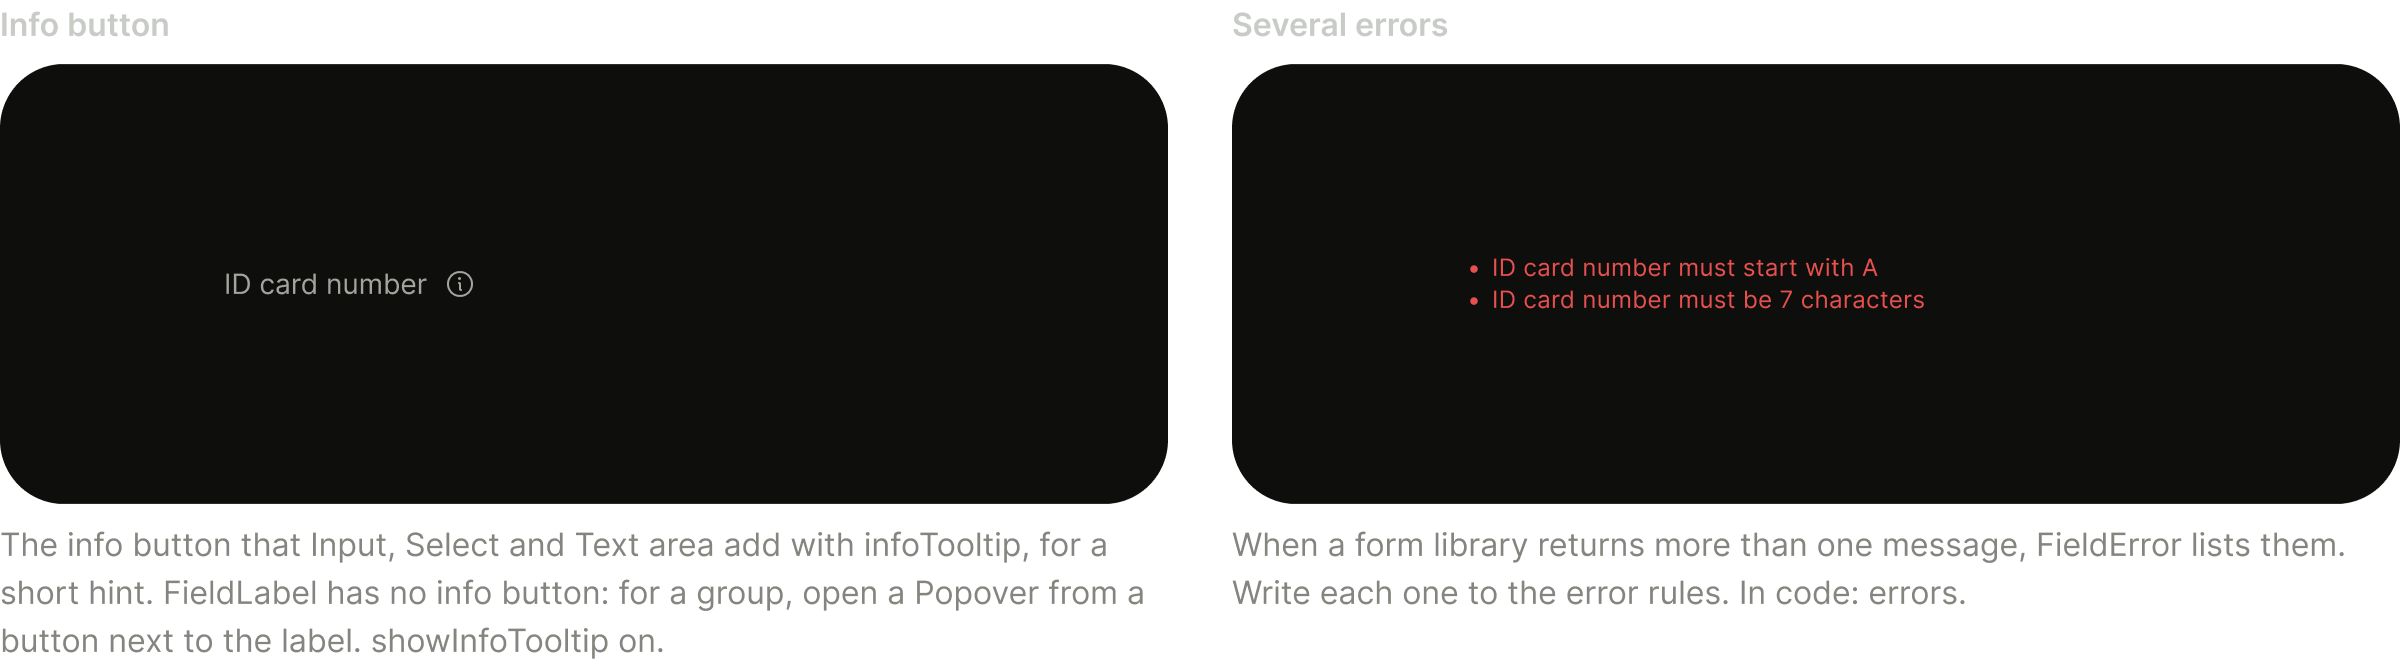 Info button
ID card number
The info button that Input, Select and Text area add with infoTooltip, for a
short hint. FieldLabel has no info button: for a group, open a Popover from a
button next to the label. showInfoTooltip on.
Several errors
• ID card number must start with A
• ID card number must be 7 characters
When a form library returns more than one message, FieldError lists them.
Write each one to the error rules. In code: errors.